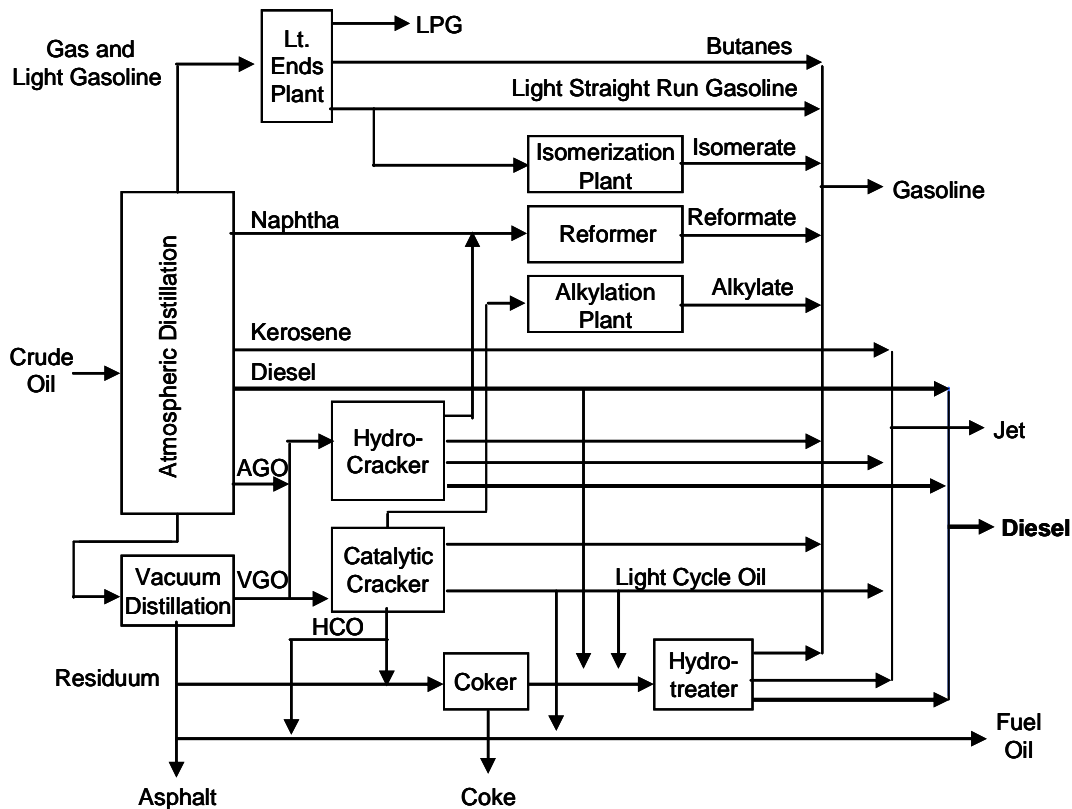 Gas and
Light Gasoline
Lt.
Ends
Plant
LPG
Butanes
Light Straight Run Gasoline
Isomerization
Plant
Isomerate
Gasoline
Naphtha
Reformer
Reformate
Alkylation
Plant
Alkylate
Crude
Oil
Atmospheric Distillation
Kerosene
Diesel
Jet
AGO
Hydro-
Cracker
Diesel
Vacuum
Distillation
VGO
Catalytic
Cracker
Light Cycle Oil
HCO
Residuum
Coker
Hydro-
treater
Fuel
Oil
Asphalt
Coke